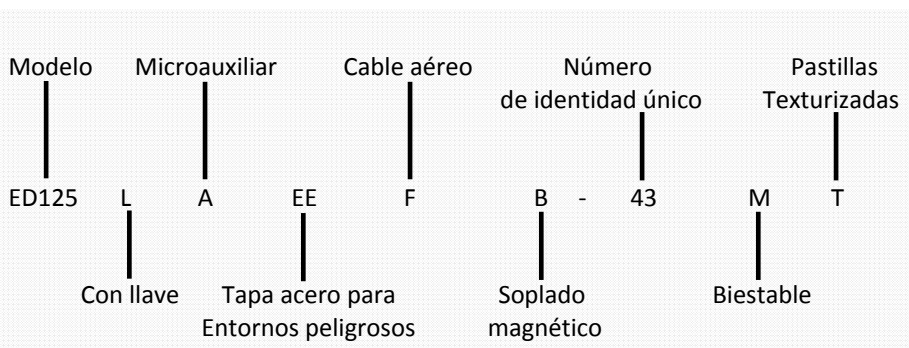 Modelo Microauxiliar Cable aéreo Número Pastillas
de identidad único Texturizadas
ED125 L A EE F B - 43 M T
Con llave Tapa acero para Soplado Biestable
Entornos peligrosos magnético